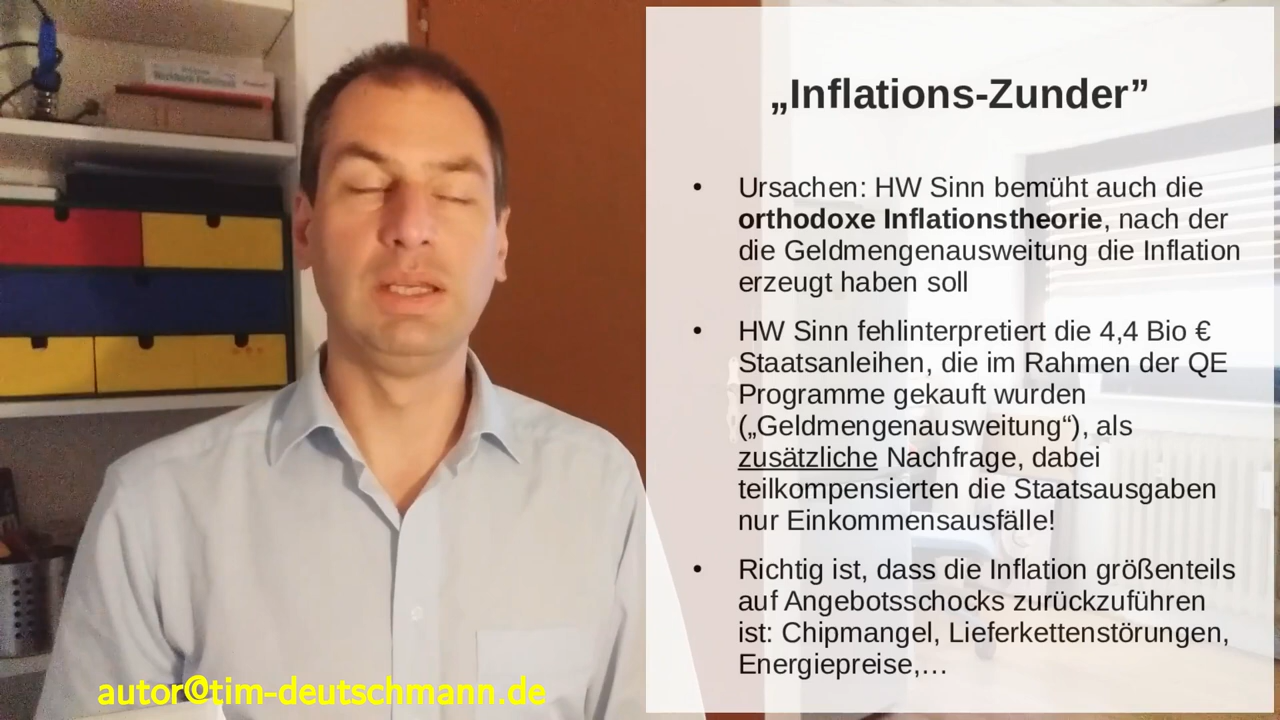 „Inflations-Zunder”
• Ursachen: HW Sinn bemüht auch die
orthodoxe Inflationstheorie, nach der
die Geldmengenausweitung die Inflation
erzeugt haben soll
• HW Sinn fehlinterpretiert die 4,4 Bio €
Staatsanleihen, die im Rahmen der QE
Programme gekauft wurden
(„Geldmengenausweitung“), als
zusätzliche Nachfrage, dabei
teilkompensierten die Staatsausgaben
nur Einkommensausfälle!
• Richtig ist, dass die Inflation größenteils
auf Angebotsschocks zurückzuführen
ist: Chipmangel, Lieferkettenstörungen,
Energiepreise,…
autor@tim-deutschmann.de